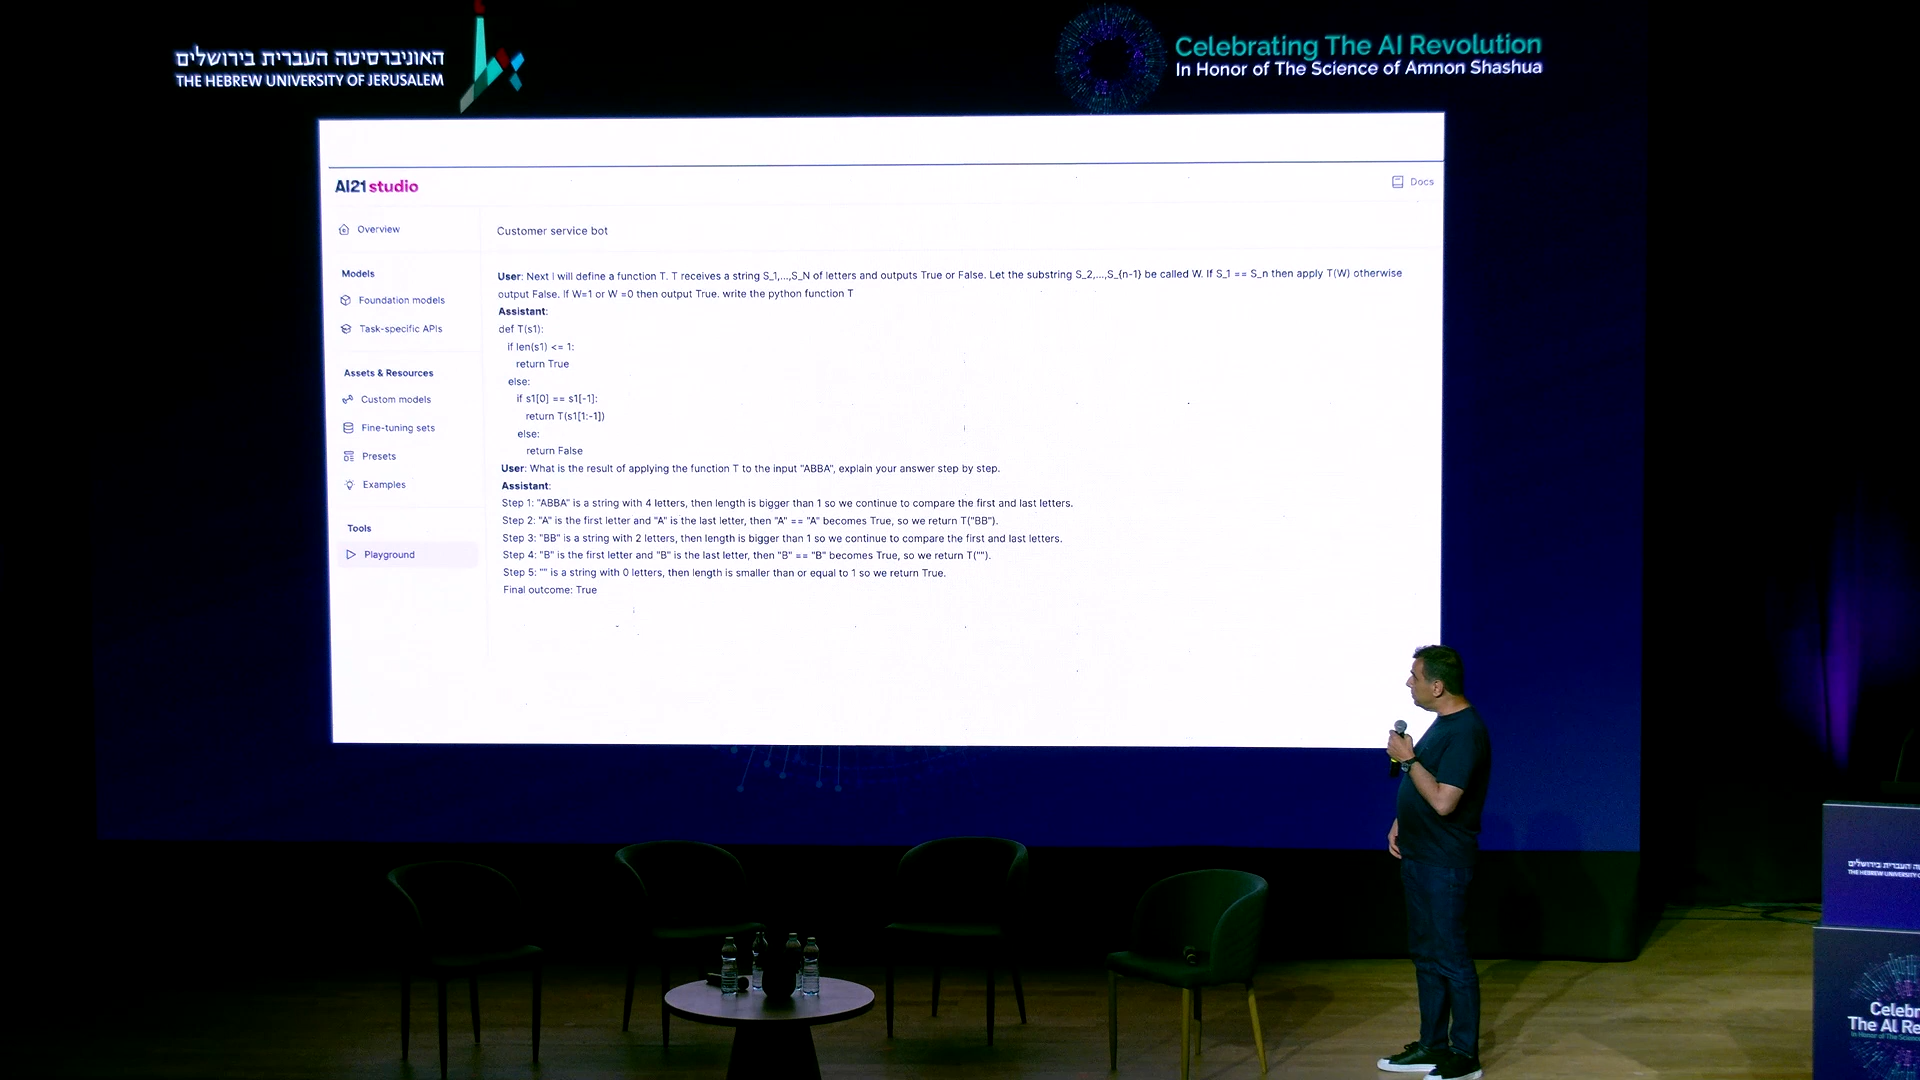 האוניברסיטה העברית בירושלים
THE HEBREW UNIVERSITY OF JERUSALEM
Celebrating The AI Revolution
In Honor of The Science of Amnon Shashua
AI21 studio
Docs
Overview
Models
Foundation models
Task-specific APIs
Assets & Resources
Custom models
Fine-tuning sets
Presets
Examples
Tools
Playground
Customer service bot
User: Next I will define a function T. T receives a string S_1,...,S_N of letters and outputs True or False. Let the substring S_2,...,S_{n-1} be called W. If S_1 == S_n then apply T(W) otherwise
output False. If W=1 or W =0 then output True. write the python function T
Assistant:
def T(s1):
if len(s1) <= 1:
return True
else:
if s1[0] == s1[-1]:
return T(s1[1:-1])
else:
return False
User: What is the result of applying the function T to the input "ABBA", explain your answer step by step.
Assistant:
Step 1: "ABBA" is a string with 4 letters, then length is bigger than 1 so we continue to compare the first and last letters.
Step 2: "A" is the first letter and "A" is the last letter, then "A" == "A" becomes True, so we return T("BB").
Step 3: "BB" is a string with 2 letters, then length is bigger than 1 so we continue to compare the first and last letters.
Step 4: "B" is the first letter and "B" is the last letter, then "B" == "B" becomes True, so we return T("").
Step 5: "" is a string with 0 letters, then length is smaller than or equal to 1 so we return True.
Final outcome: True
האוניברסיטה העברית
THE HEBREW UNIVERSITY
Celebr
The AI Re